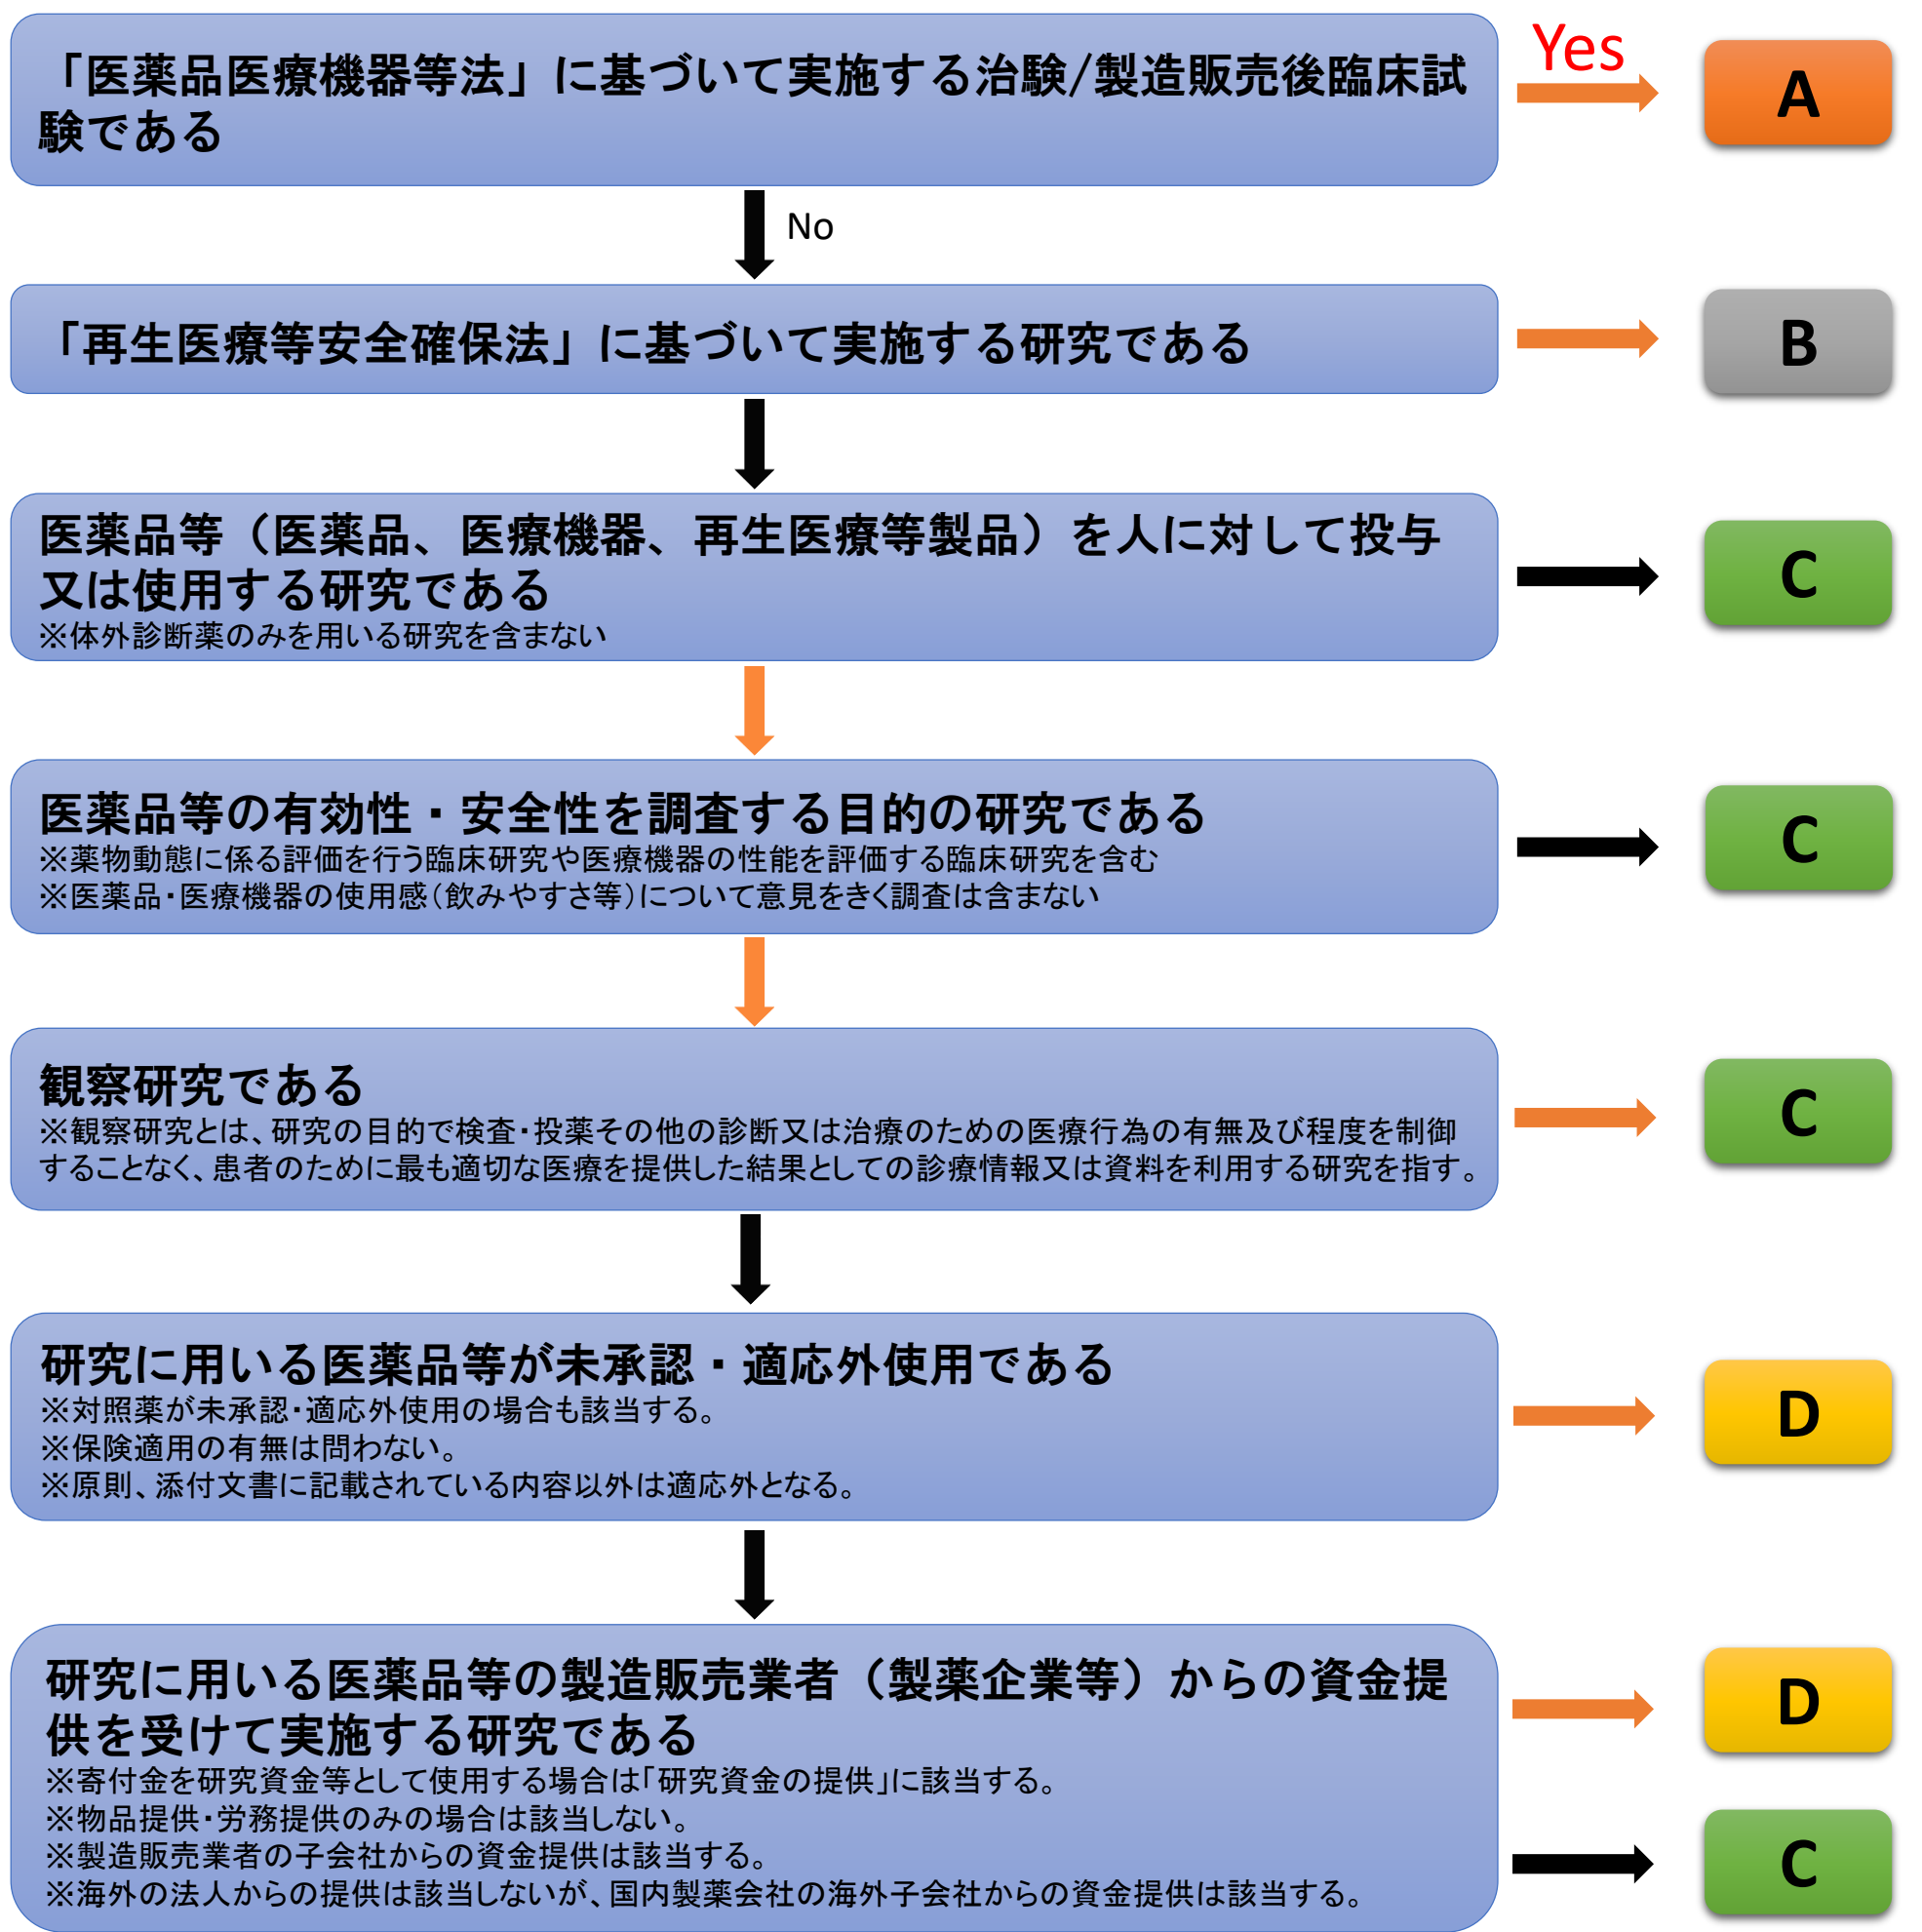 「医薬品医療機器等法」に基づいて実施する治験/製造販売後臨床試
験である
Yes
A
No
「再生医療等安全確保法」に基づいて実施する研究である
B
医薬品等（医薬品、医療機器、再生医療等製品）を人に対して投与
又は使用する研究である
※体外診断薬のみを用いる研究を含まない
C
医薬品等の有効性・安全性を調査する目的の研究である
※薬物動態に係る評価を行う臨床研究や医療機器の性能を評価する臨床研究を含む
※医薬品・医療機器の使用感（飲みやすさ等）について意見をきく調査は含まない
C
観察研究である
※観察研究とは、研究の目的で検査・投薬その他の診断又は治療のための医療行為の有無及び程度を制御
することなく、患者のために最も適切な医療を提供した結果としての診療情報又は資料を利用する研究を指す。
C
研究に用いる医薬品等が未承認・適応外使用である
※対照薬が未承認・適応外使用の場合も該当する。
※保険適用の有無は問わない。
※原則、添付文書に記載されている内容以外は適応外となる。
D
研究に用いる医薬品等の製造販売業者（製薬企業等）からの資金提
供を受けて実施する研究である
※寄付金を研究資金等として使用する場合は「研究資金の提供」に該当する。
※物品提供・労務提供のみの場合は該当しない。
※製造販売業者の子会社からの資金提供は該当する。
※海外の法人からの提供は該当しないが、国内製薬会社の海外子会社からの資金提供は該当する。
D
C